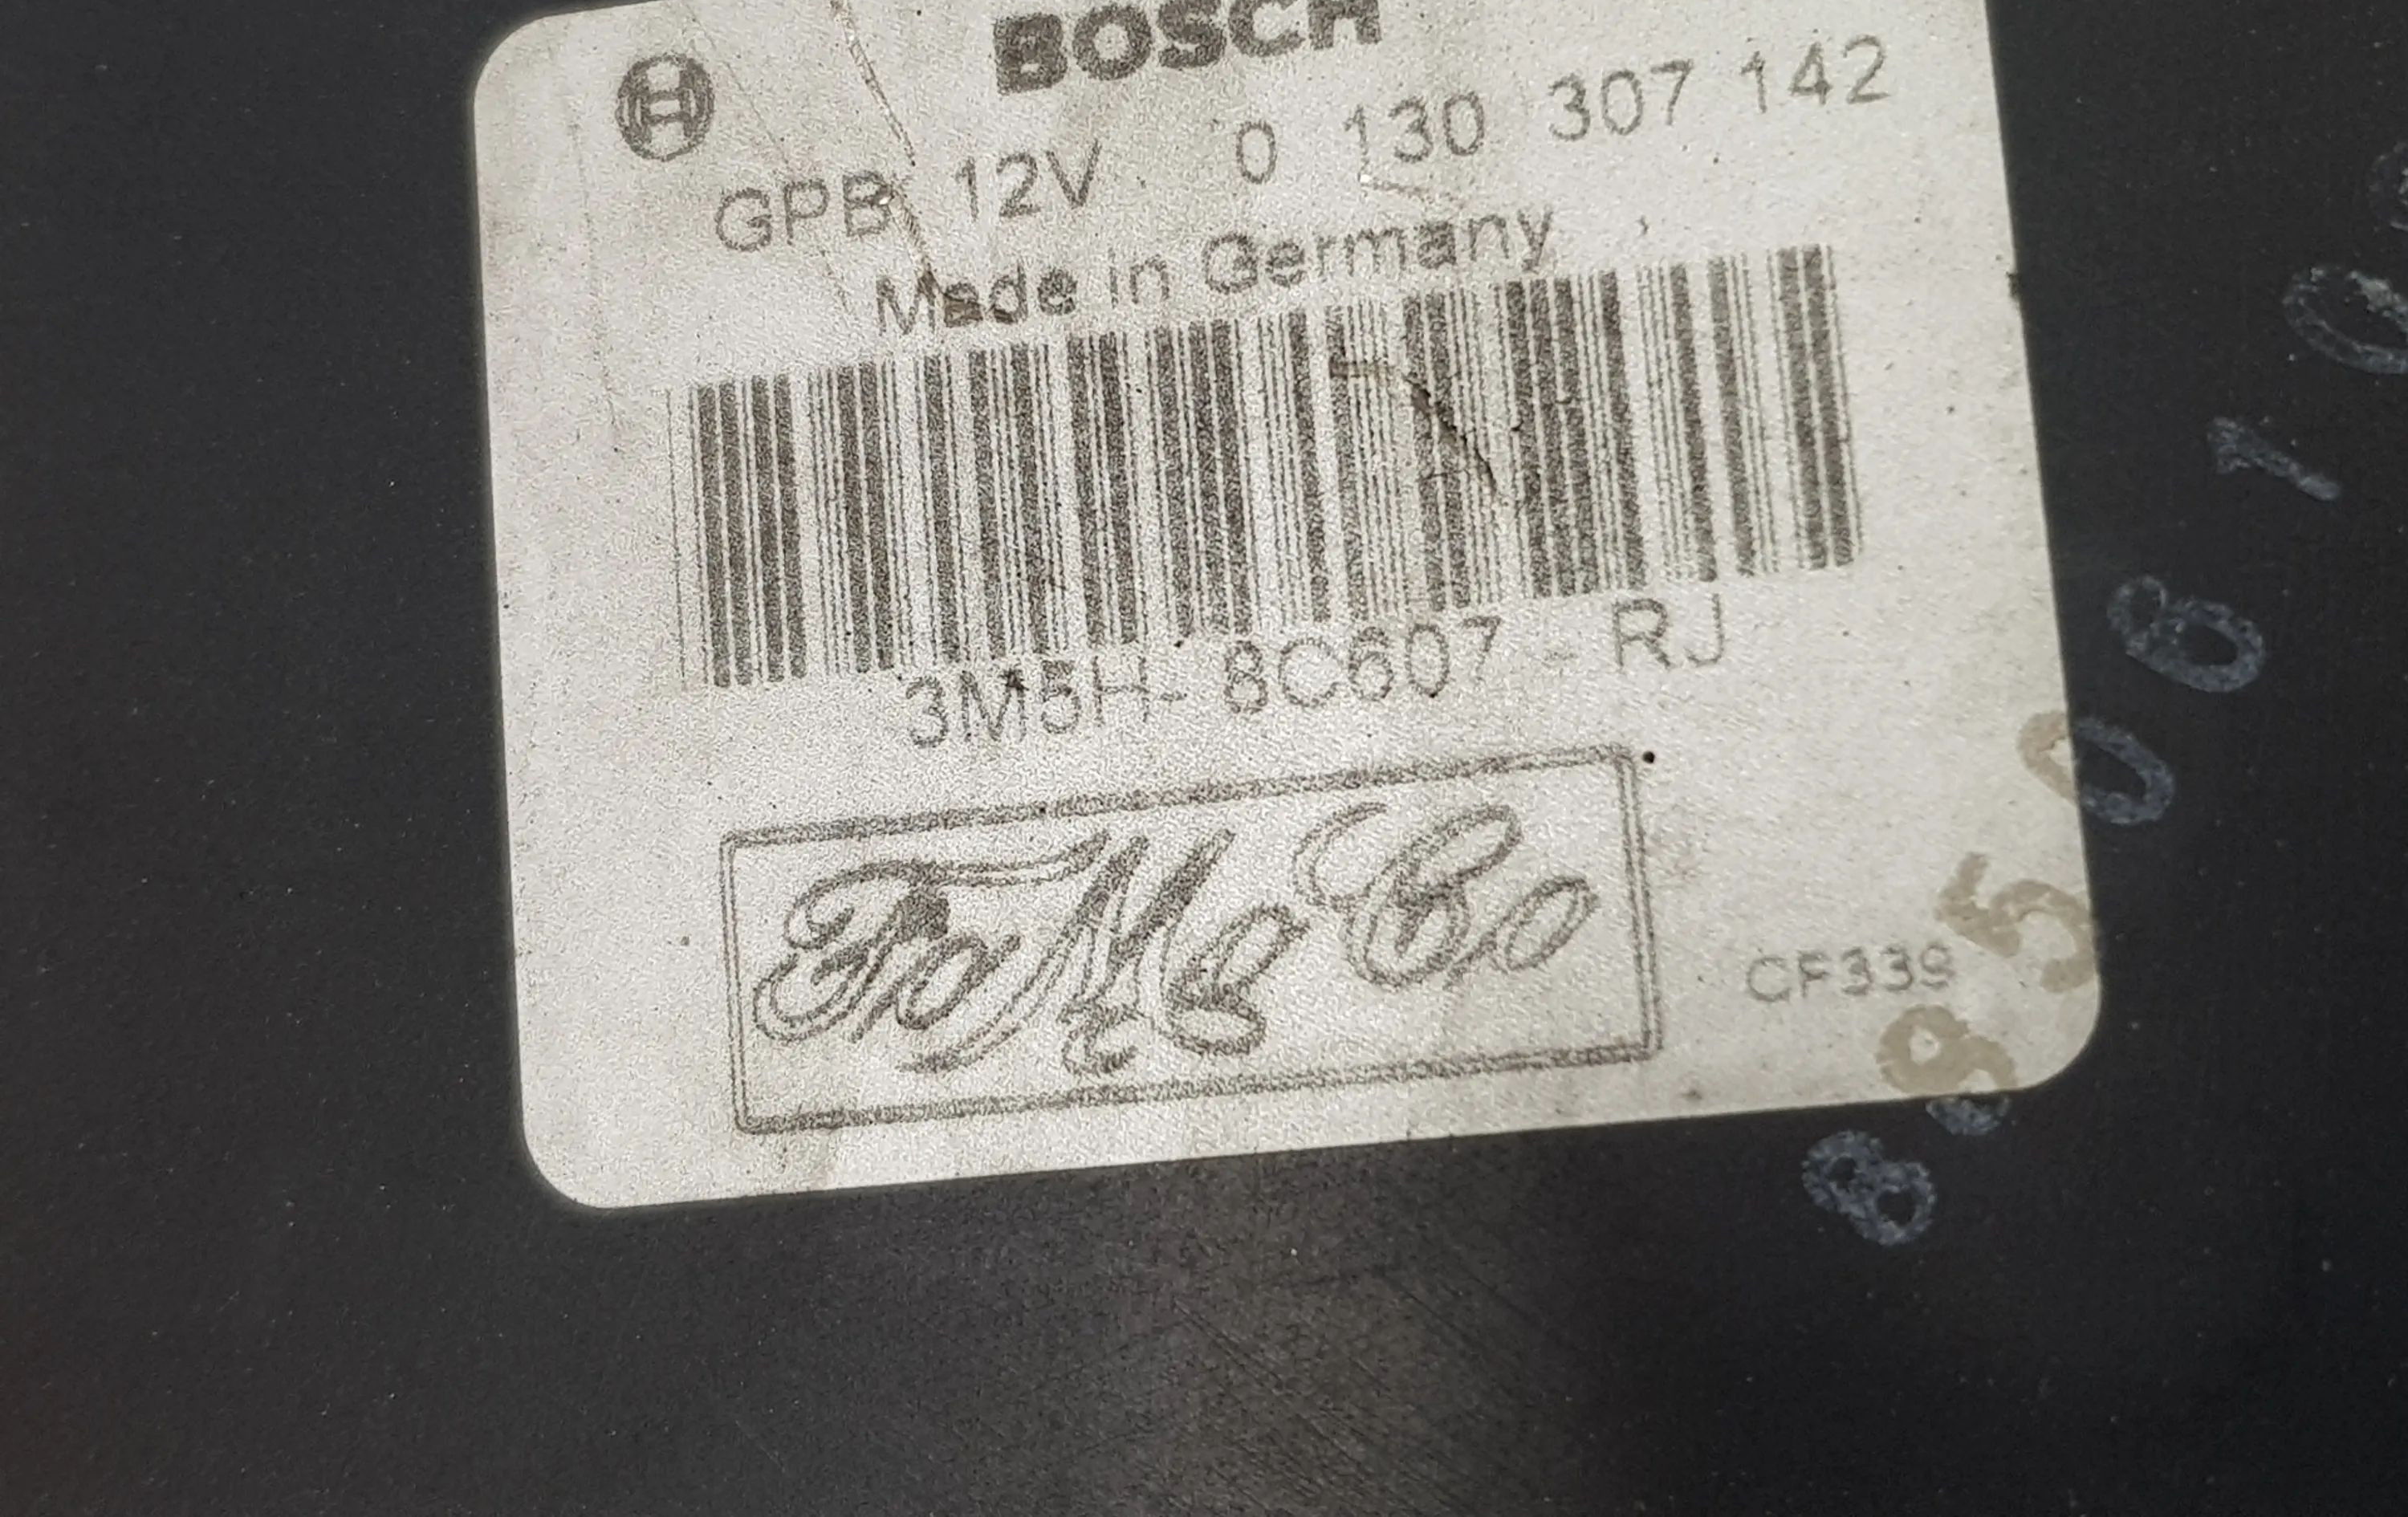 BOSCH
GPB 12V 0 130 307 142
Made in Germany
3M5H- 8C607 - RJ
FoMoCo
CF339